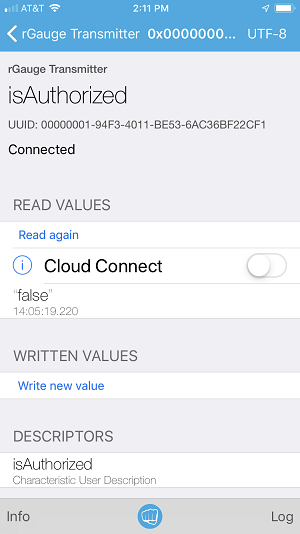 AT&T 2:11 PM
rGauge Transmitter 0x0000000... UTF-8
rGauge Transmitter
isAuthorized
UUID: 00000001-94F3-4011-BE53-6AC36BF22CF1
Connected
READ VALUES
Read again
Cloud Connect
"false"
14:05:19.220
WRITTEN VALUES
Write new value
DESCRIPTORS
isAuthorized
Characteristic User Description
Info Log